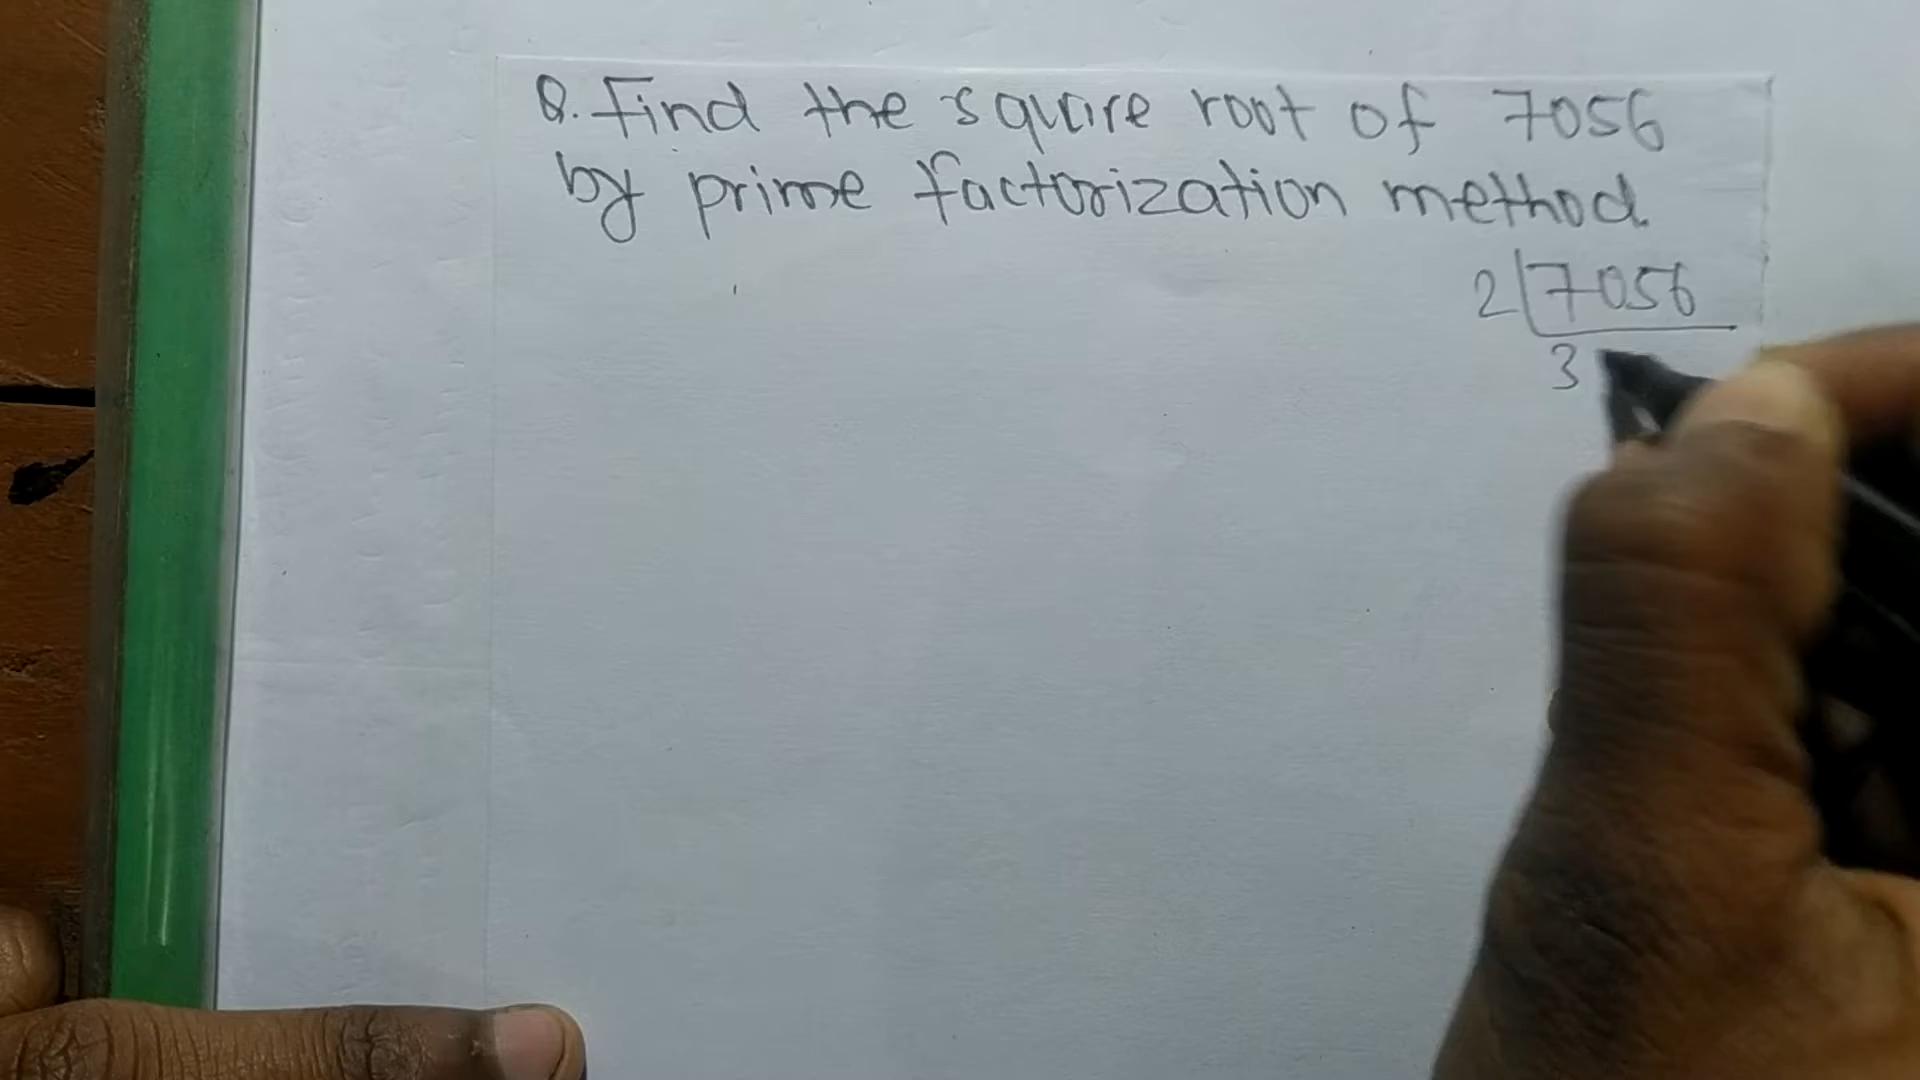 Q. Find the square root of 7056
by prime factorization method.
2 7056
3